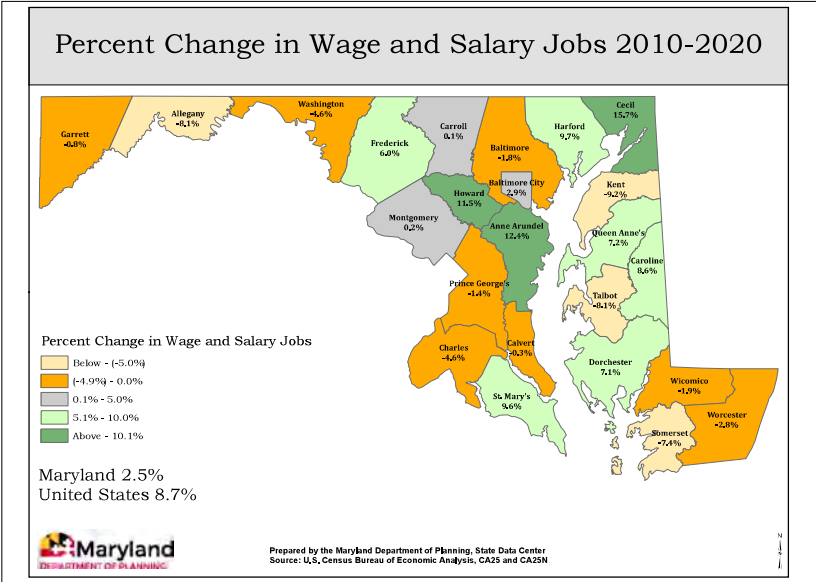 Percent Change in Wage and Salary Jobs 2010-2020
Garrett
-0.8%
Allegany
-8.1%
Washington
-4.6%
Frederick
6.0%
Carroll
0.1%
Baltimore
-1.8%
Baltimore City
2.9%
Harford
9.7%
Cecil
15.7%
Howard
11.5%
Montgomery
0.2%
Anne Arundel
12.4%
Kent
-9.2%
Queen Anne's
7.2%
Caroline
8.6%
Talbot
-8.1%
Prince George's
-1.4%
Charles
-4.6%
Calvert
-0.3%
St. Mary's
9.6%
Dorchester
7.1%
Wicomico
-1.9%
Worcester
-2.8%
Somerset
-7.4%
Percent Change in Wage and Salary Jobs
Below - (-5.0%)
(-4.9%) - 0.0%
0.1% - 5.0%
5.1% - 10.0%
Above - 10.1%
Maryland 2.5%
United States 8.7%
Maryland
DEPARTMENT OF PLANNING
Prepared by the Maryland Department of Planning, State Data Center
Source: U.S. Census Bureau of Economic Analysis, CA25 and CA25N
N